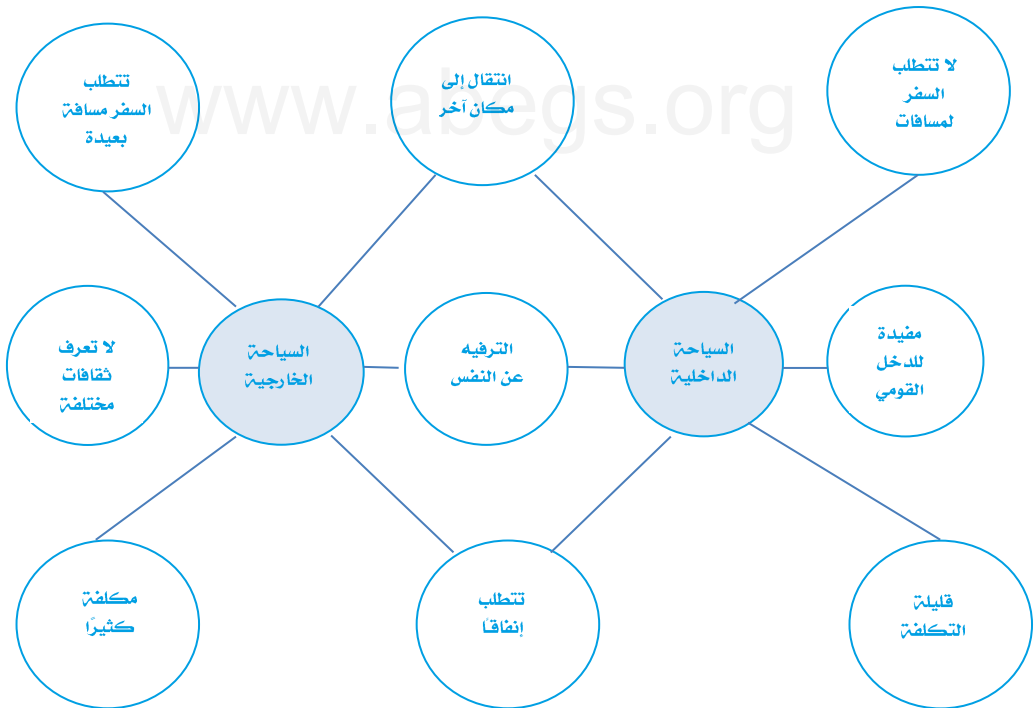 لا تتطلب
السفر
لمسافات
انتقال إلى
مكان آخر
تتطلب
السفر مسافة
بعيدة
www.abegs.org
مفيدة
للدخل
القومي
السياحة
الداخلية
الترفيه
عن النفس
السياحة
الخارجية
لا تعرف
ثقافات
مختلفة
قليلة
التكلفة
تتطلب
إنفاقًا
مكلفة
كثيرًا